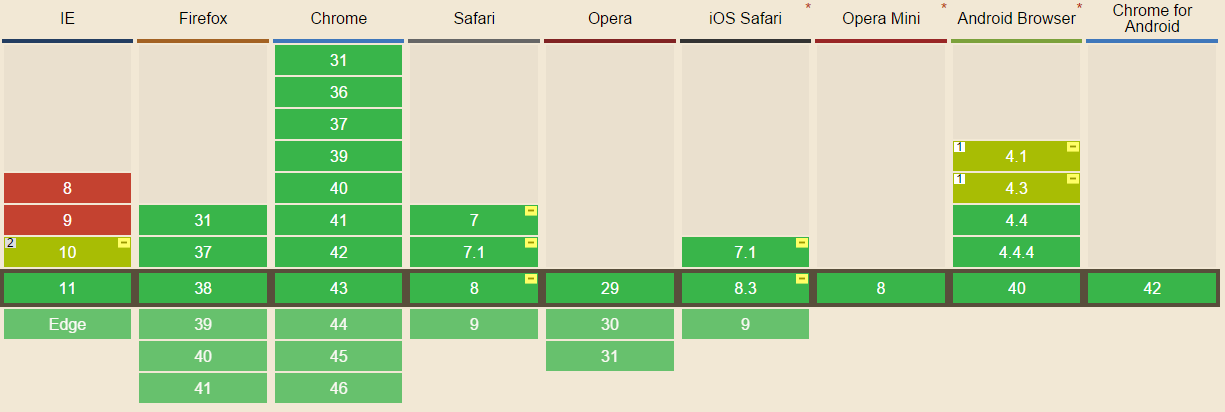 IE Firefox Chrome Safari Opera iOS Safari * Opera Mini * Android Browser * Chrome for Android
31
36
37
39 1 4.1
8 40 1 4.3
9 31 41 7 4.4
2 10 37 42 7.1 7.1 4.4.4
11 38 43 8 29 8.3 8 40 42
Edge 39 44 9 30 9
40 45 31
41 46